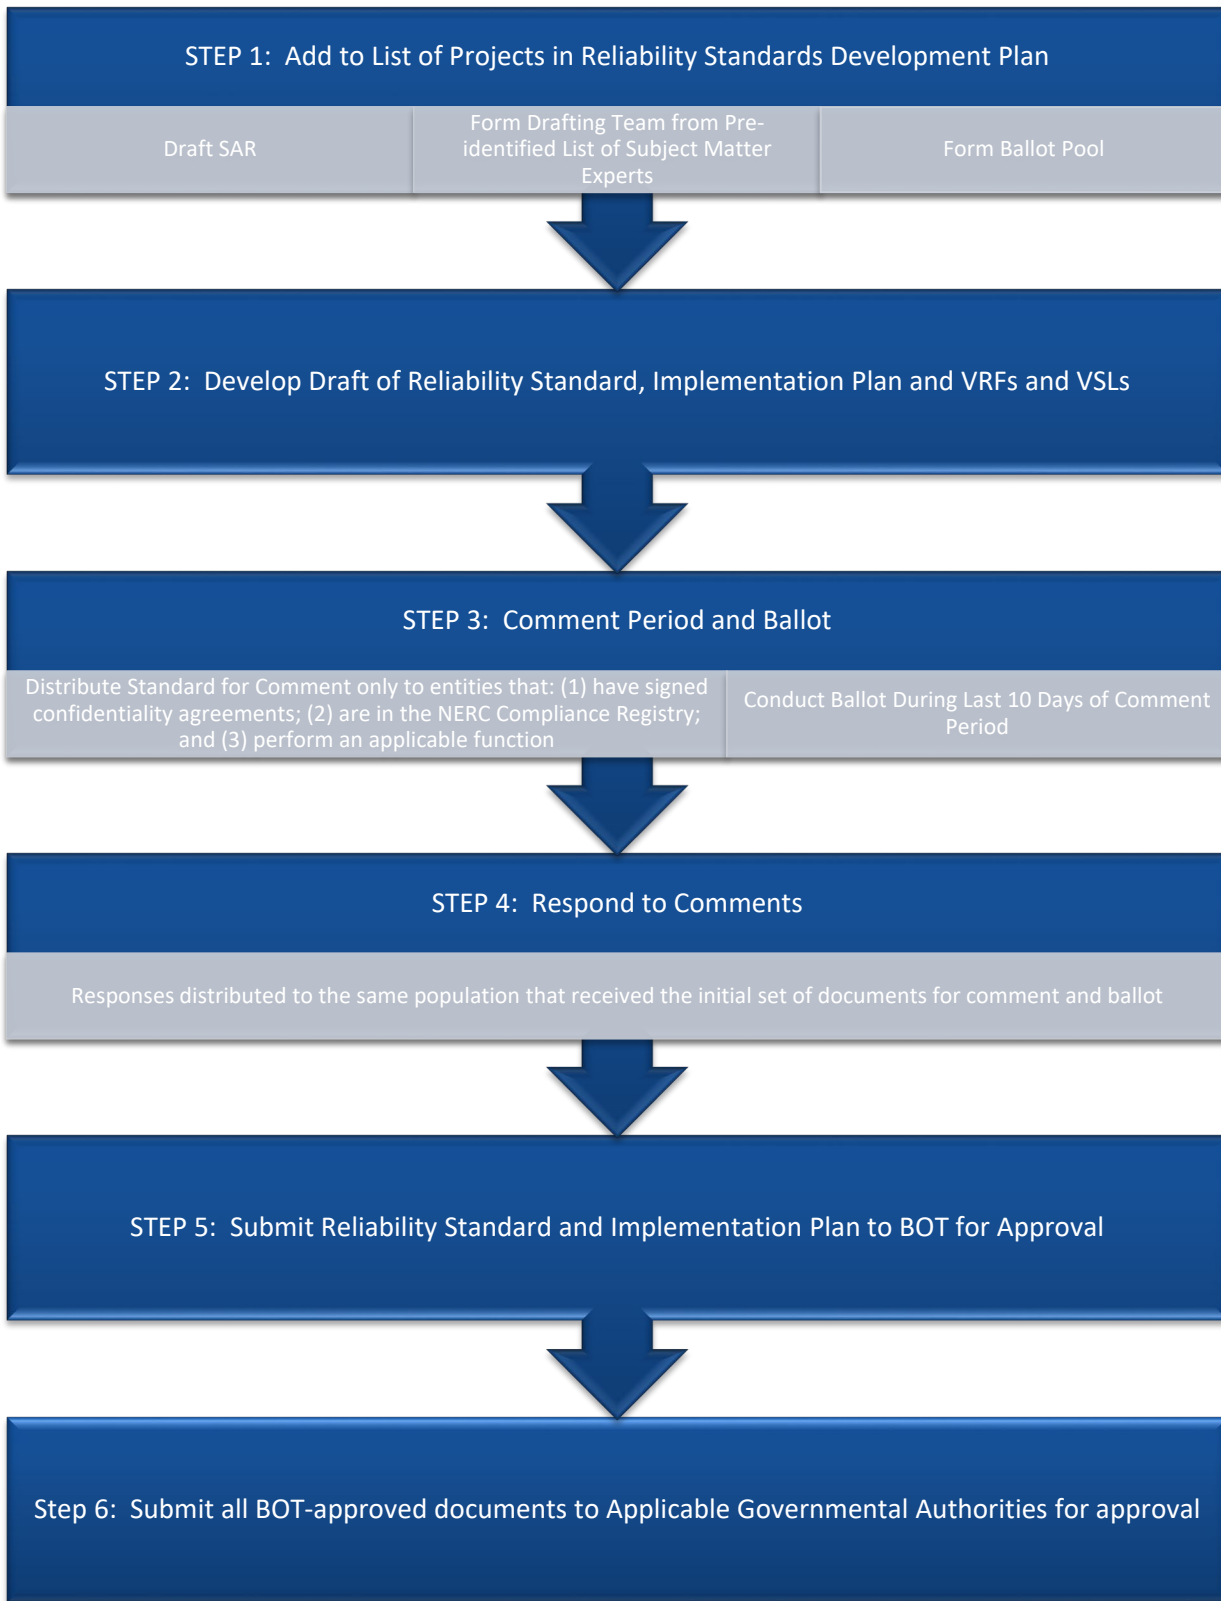 STEP 1:  Add to List of Projects in Reliability Standards Development Plan
Draft SAR
Form Drafting Team from Pre-
identified List of Subject Matter
Experts
Form Ballot Pool
STEP 2:  Develop Draft of Reliability Standard, Implementation Plan and VRFs and VSLs
STEP 3:  Comment Period and Ballot
Distribute Standard for Comment only to entities that: (1) have signed
confidentiality agreements; (2) are in the NERC Compliance Registry;
and (3) perform an applicable function
Conduct Ballot During Last 10 Days of Comment
Period
STEP 4:  Respond to Comments
Responses distributed to the same population that received the initial set of documents for comment and ballot
STEP 5:  Submit Reliability Standard and Implementation Plan to BOT for Approval
Step 6:  Submit all BOT-approved documents to Applicable Governmental Authorities for approval